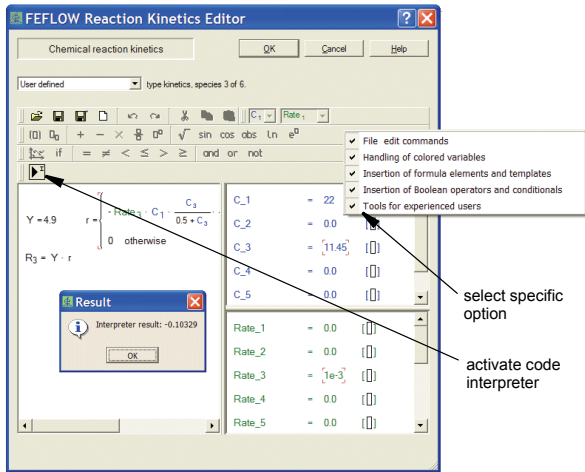 FEFLOW Reaction Kinetics Editor
Chemical reaction kinetics
OK
Cancel
Help
User defined
type kinetics, species 3 of 6.
C1
Rate 1
(0) 0₀ + − × sin cos abs ln e
if = ≠ < ≤ > ≥ and or not
File edit commands
Handling of colored variables
Insertion of formula elements and templates
Insertion of Boolean operators and conditionals
Tools for experienced users
Y =4.9 r= - Rate 3 · C1 · C3 / 0.5 + C3 ·
0 otherwise
R3 = Y · r
C_1 = 22
C_2 = 0.0 [▯]
C_3 = 11.45 [▯]
C_4 = 0.0 [▯]
C_5 = 0.0 [▯]
Result
Interpreter result: -0.10329
OK
Rate_1 = 0.0 [▯]
Rate_2 = 0.0 [▯]
Rate_3 = 1e-3 [▯]
Rate_4 = 0.0 [▯]
Rate_5 = 0.0 [▯]
select specific
option
activate code
interpreter